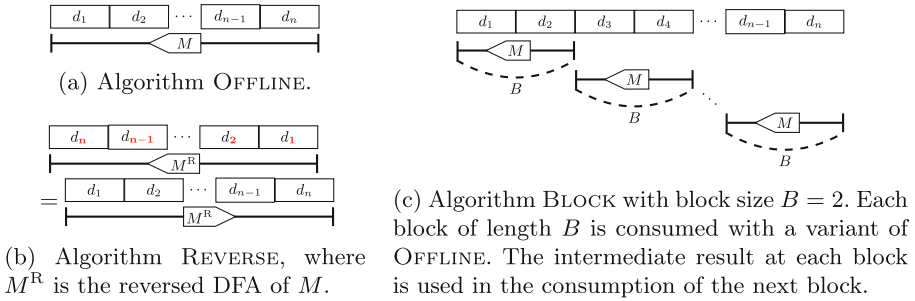 d₁ d₂ ··· dₙ₋₁ dₙ
M
(a) Algorithm OFFLINE.
dₙ dₙ₋₁ ··· d₂ d₁
Mᴿ
= d₁ d₂ ··· dₙ₋₁ dₙ
Mᴿ
(b) Algorithm REVERSE, where
Mᴿ is the reversed DFA of M.
d₁ d₂ d₃ d₄ ··· dₙ₋₁ dₙ
M
B
M
B
···
M
B
(c) Algorithm BLOCK with block size B = 2. Each
block of length B is consumed with a variant of
OFFLINE. The intermediate result at each block
is used in the consumption of the next block.